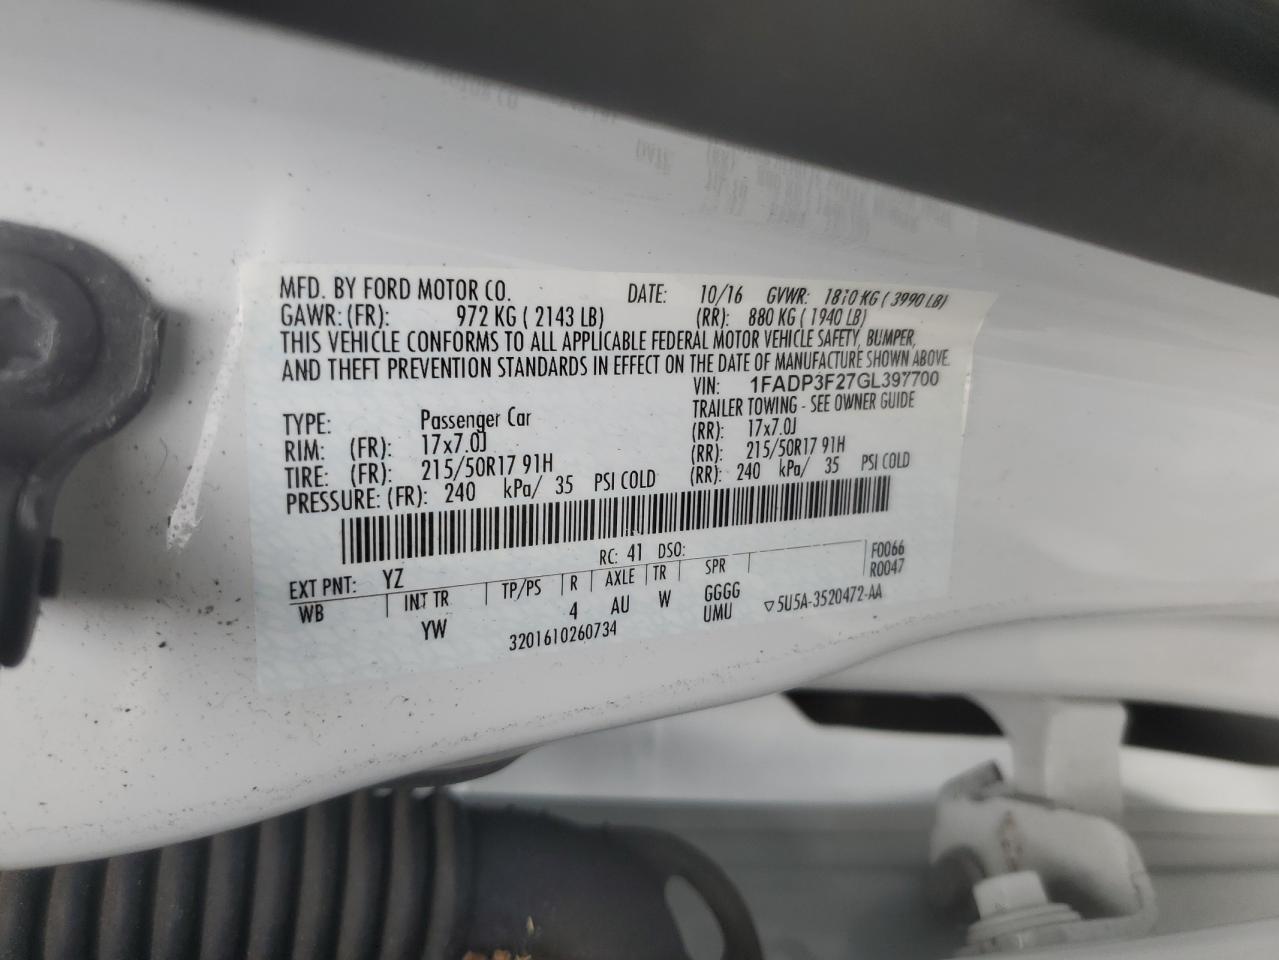 MFD. BY FORD MOTOR CO. DATE: 10/16 GVWR: 1810 KG ( 3990 LB)
GAWR: (FR): 972 KG ( 2143 LB) (RR): 880 KG ( 1940 LB)
THIS VEHICLE CONFORMS TO ALL APPLICABLE FEDERAL MOTOR VEHICLE SAFETY, BUMPER,
AND THEFT PREVENTION STANDARDS IN EFFECT ON THE DATE OF MANUFACTURE SHOWN ABOVE.
VIN: 1FADP3F27GL397700
TYPE: Passenger Car TRAILER TOWING - SEE OWNER GUIDE
RIM: (FR): 17x7.0J (RR): 17x7.0J
TIRE: (FR): 215/50R17 91H (RR): 215/50R17 91H
PRESSURE: (FR): 240 kPa/ 35 PSI COLD (RR): 240 kPa/ 35 PSI COLD
RC: 41 DSO:
EXT PNT: YZ F0066
WB INT TR TP/PS R AXLE TR SPR R0047
YW 4 AU W GGGG
UMU ▽5U5A-3520472-AA
3201610260734